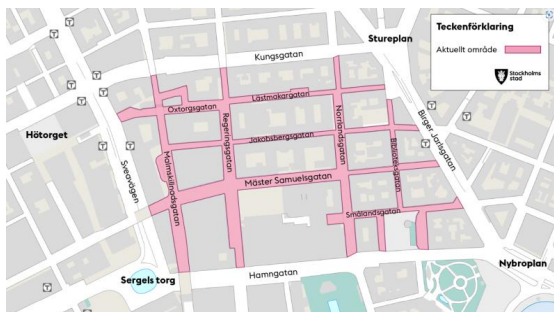 Teckenförklaring
Aktuellt område
Stockholms
stad
Stureplan
Kungsgatan
Lästmakargatan
Oxtorgsgatan
Hötorget
Regeringsgatan
Norrlandsgatan
Birger Jarlsgatan
Jakobsbergsgatan
Biblioteksgatan
Sveavägen
Malmskillnadsgatan
Mäster Samuelsgatan
Smålandsgatan
Sergels torg
Hamngatan
Nybroplan
T
T
T
T
T
T
T
T
T
T
T